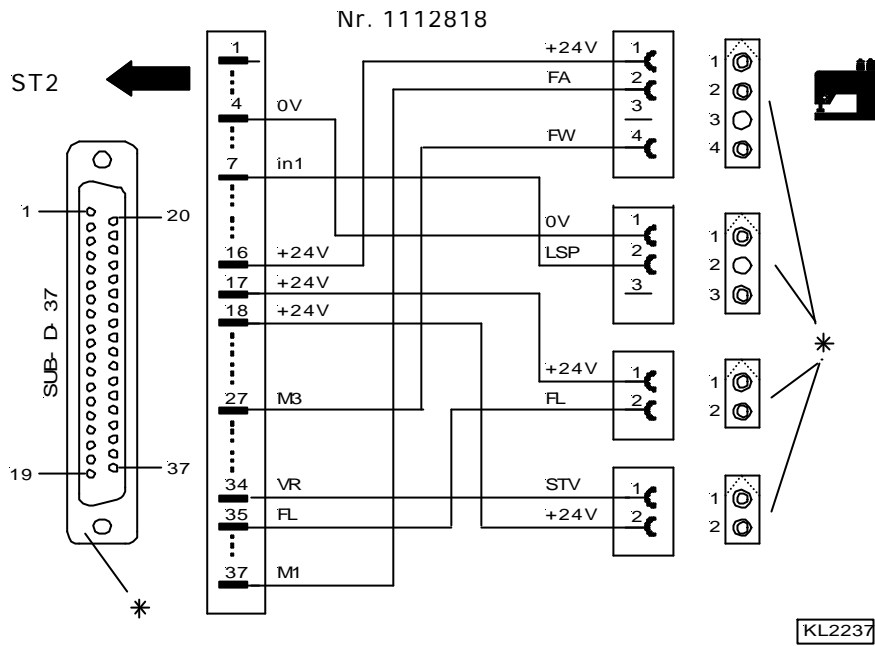 Nr. 1112818
ST2
SUB- D- 37
1
20
19
37
*
1
4 0V
7 in1
16 +24V
17 +24V
18 +24V
27 M3
34 VR
35 FL
37 M1
+24V 1
FA 2
3
FW 4
0V 1
LSP 2
3
+24V 1
FL 2
STV 1
+24V 2
1
2
3
4
1
2
3
1
2
1
2
*
KL2237